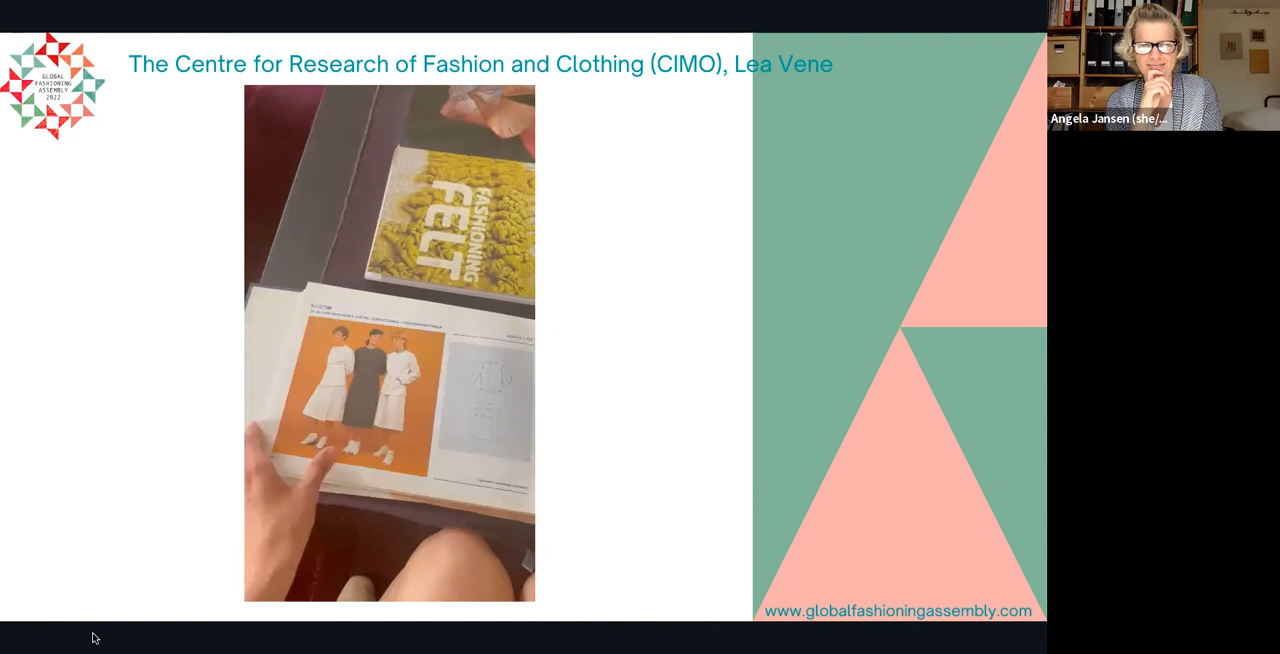 The Centre for Research of Fashion and Clothing (CIMO), Lea Vene
GLOBAL
FASHIONING
ASSEMBLY
2022
Angela Jansen (she/...
FASHIONING
FELT
KOSTIM
www.globalfashioningassembly.com